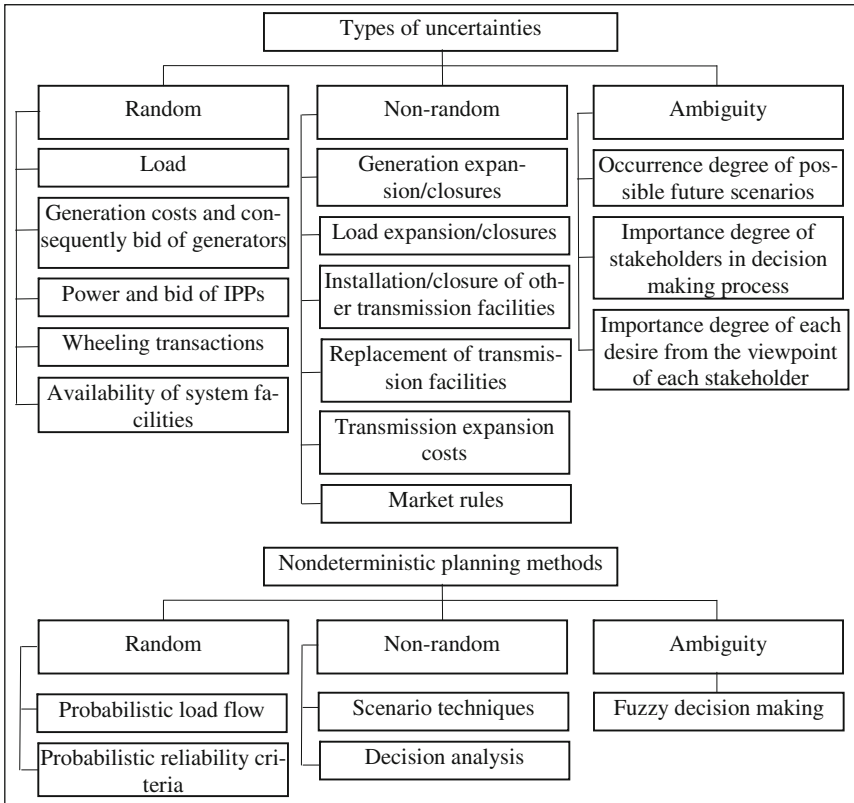 Types of uncertainties
Random
Non-random
Ambiguity
Load
Generation costs and con-
sequently bid of generators
Power and bid of IPPs
Wheeling transactions
Availability of system fa-
cilities
Generation expan-
sion/closures
Load expansion/closures
Installation/closure of oth-
er transmission facilities
Replacement of transmis-
sion facilities
Transmission expansion
costs
Market rules
Occurrence degree of pos-
sible future scenarios
Importance degree of
stakeholders in decision
making process
Importance degree of each
desire from the viewpoint
of each stakeholder
Nondeterministic planning methods
Random
Non-random
Ambiguity
Probabilistic load flow
Probabilistic reliability cri-
teria
Scenario techniques
Decision analysis
Fuzzy decision making